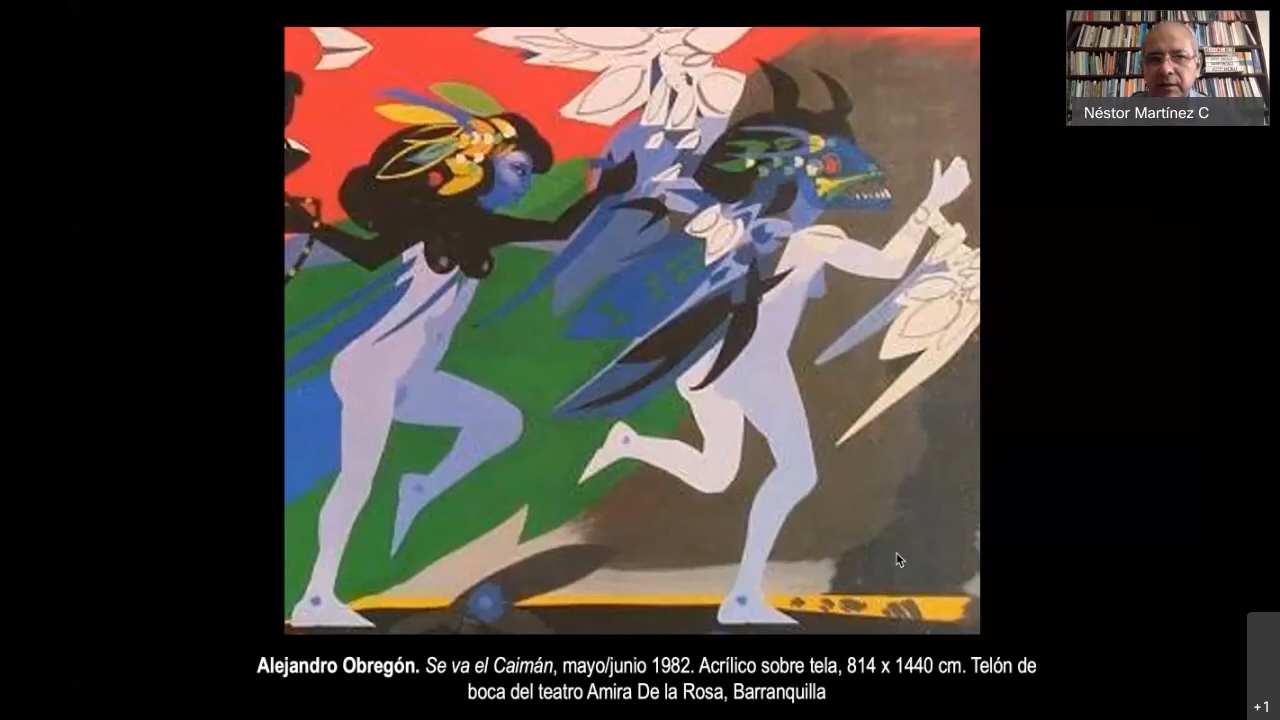 Néstor Martínez C
Alejandro Obregón. Se va el Caimán, mayo/junio 1982. Acrílico sobre tela, 814 x 1440 cm. Telón de
boca del teatro Amira De la Rosa, Barranquilla
+1